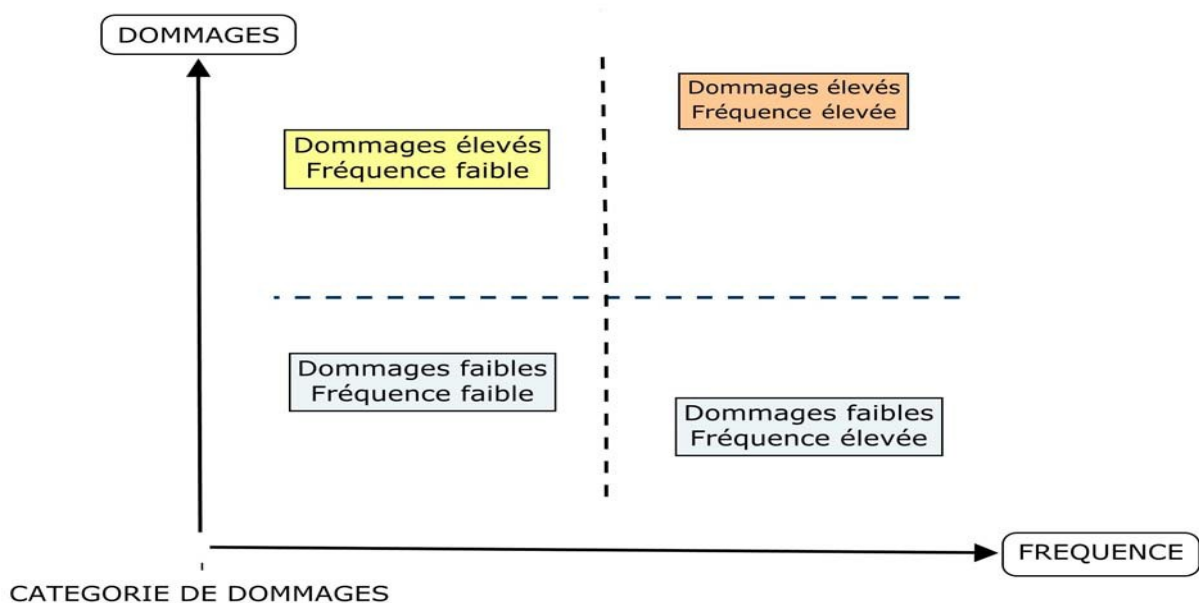 DOMMAGES
Dommages élevés
Fréquence élevée
Dommages élevés
Fréquence faible
Dommages faibles
Fréquence faible
Dommages faibles
Fréquence élevée
FREQUENCE
CATEGORIE DE DOMMAGES